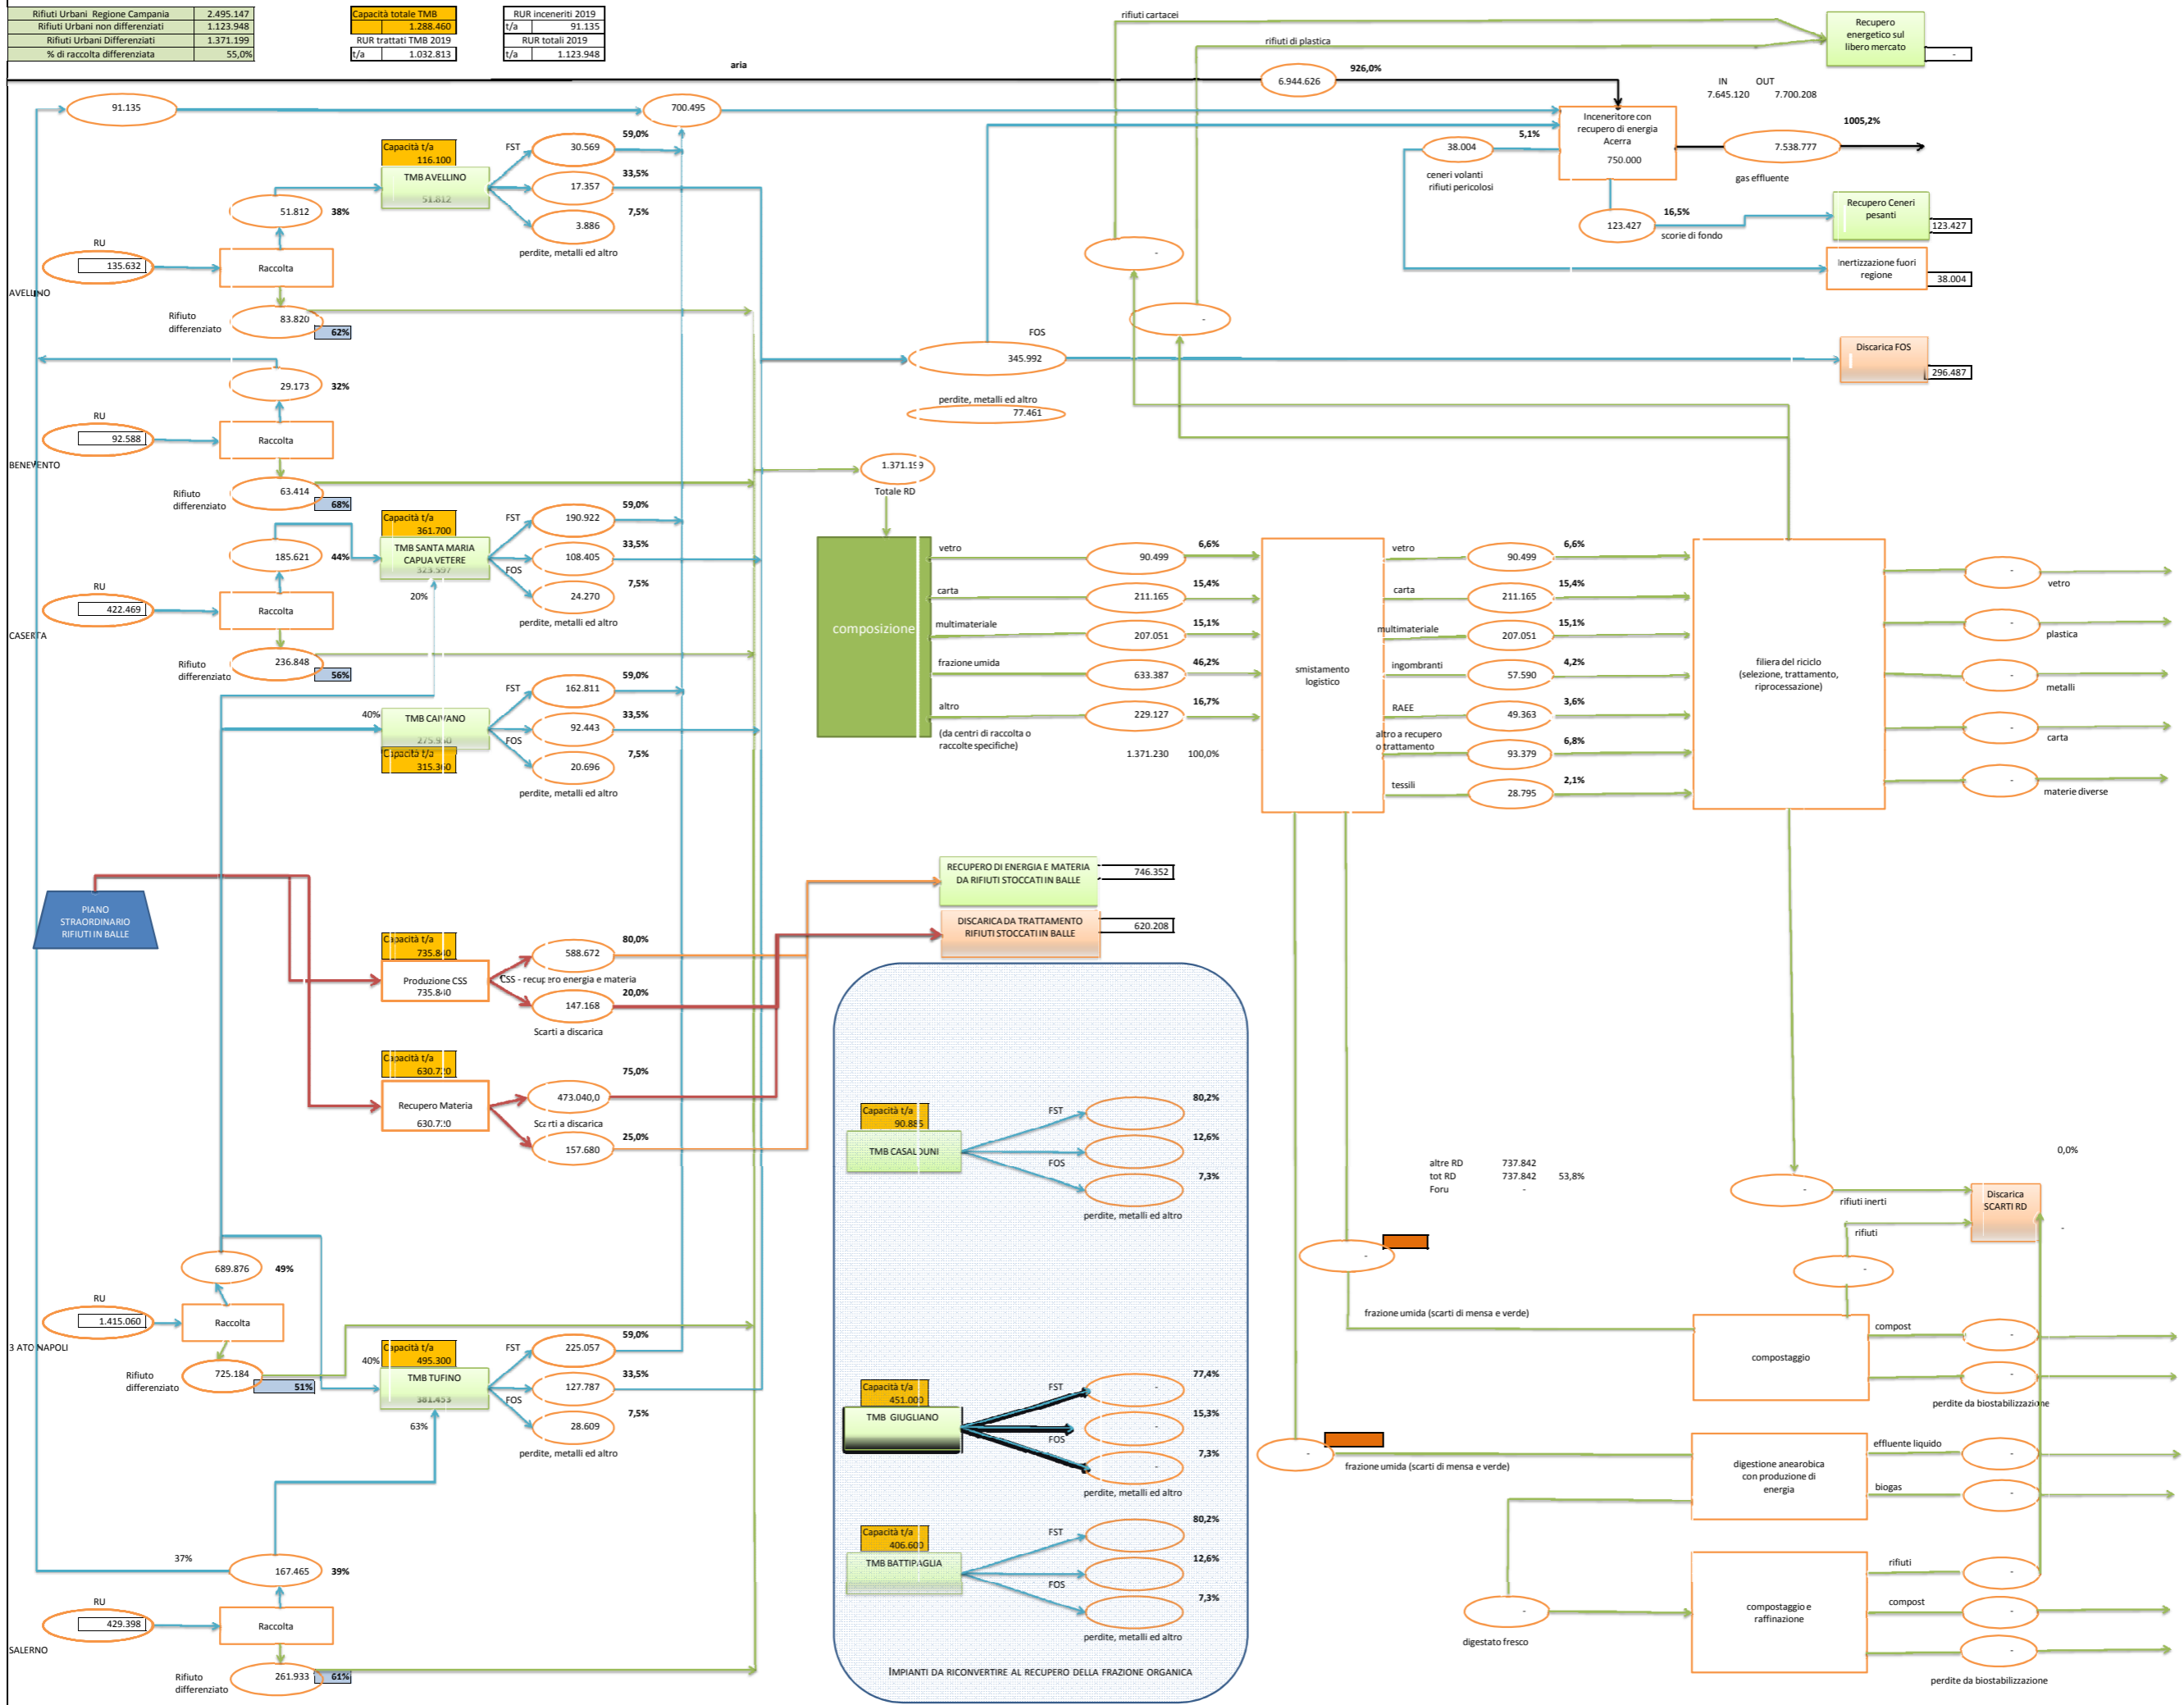 Rifiuti Urbani Regione Campania 2.495.147
Rifiuti Urbani non differenziati 1.123.948
Rifiuti Urbani Differenziati 1.371.199
% di raccolta differenziata 55,0%
Capacità totale TMB
1.288.460
RUR trattati TMB 2019
t/a 1.032.813
RUR inceneriti 2019
t/a 91.135
RUR totali 2019
t/a 1.123.948
rifiuti cartacei
rifiuti di plastica
Recupero
energetico sul
libero mercato
-
aria
6.944.626
926,0%
IN OUT
7.645.120 7.700.208
91.135
700.495
Inceneritore con
recupero di energia
Acerra
750.000
5,1%
38.004
ceneri volanti
rifiuti pericolosi
1005,2%
7.538.777
gas effluente
123.427
16,5%
scorie di fondo
Recupero Ceneri
pesanti
123.427
Inertizzazione fuori
regione
38.004
Capacità t/a
116.100
TMB AVELLINO
51.812
FST
30.569
59,0%
17.357
33,5%
3.886
7,5%
perdite, metalli ed altro
51.812
38%
RU
135.632
Raccolta
AVELLINO
Rifiuto
differenziato
83.820
62%
-
-
FOS
345.992
Discarica FOS
296.487
perdite, metalli ed altro
77.461
29.173
32%
RU
92.588
Raccolta
BENEVENTO
Rifiuto
differenziato
63.414
68%
1.371.199
Totale RD
Capacità t/a
361.700
TMB SANTA MARIA
CAPUA VETERE
323.597
20%
FST
190.922
59,0%
108.405
33,5%
FOS
24.270
7,5%
perdite, metalli ed altro
185.621
44%
RU
422.469
Raccolta
CASERTA
Rifiuto
differenziato
236.848
56%
composizione
vetro
90.499
6,6%
carta
211.165
15,4%
multimateriale
207.051
15,1%
frazione umida
633.387
46,2%
altro
229.127
16,7%
(da centri di raccolta o
raccolte specifiche)
1.371.230 100,0%
smistamento
logistico
vetro
90.499
6,6%
carta
211.165
15,4%
multimateriale
207.051
15,1%
ingombranti
57.590
4,2%
RAEE
49.363
3,6%
altro a recupero
o trattamento
93.379
6,8%
tessili
28.795
2,1%
filiera del riciclo
(selezione, trattamento,
riprocessazione)
-
vetro
-
plastica
-
metalli
-
carta
-
materie diverse
40%
TMB CAIVANO
Capacità t/a
315.360
FST
162.811
59,0%
92.443
33,5%
FOS
20.696
7,5%
perdite, metalli ed altro
PIANO
STRAORDINARIO
RIFIUTI IN BALLE
RECUPERO DI ENERGIA E MATERIA
DA RIFIUTI STOCCATI IN BALLE
746.352
DISCARICA DA TRATTAMENTO
RIFIUTI STOCCATI IN BALLE
620.208
Capacità t/a
735.840
Produzione CSS
735.840
588.672
80,0%
CSS - recupero energia e materia
147.168
20,0%
Scarti a discarica
Capacità t/a
630.720
Recupero Materia
630.720
75,0%
473.040,0
Scarti a discarica
157.680
25,0%
Capacità t/a
90.885
TMB CASALDUNI
FST
80,2%
12,6%
FOS
7,3%
perdite, metalli ed altro
altre RD 737.842
tot RD 737.842 53,8%
Foru -
0,0%
-
rifiuti inerti
Discarica
SCARTI RD
-
rifiuti
-
-
frazione umida (scarti di mensa e verde)
compostaggio
compost
-
-
perdite da biostabilizzazione
689.876
49%
RU
1.415.060
Raccolta
3 ATO NAPOLI
Rifiuto
differenziato
725.184
51%
40%
Capacità t/a
495.300
TMB TUFINO
381.453
63%
FST
225.057
59,0%
127.787
33,5%
FOS
28.609
7,5%
perdite, metalli ed altro
Capacità t/a
451.000
TMB GIUGLIANO
FST
-
77,4%
-
15,3%
FOS
-
7,3%
perdite, metalli ed altro
-
frazione umida (scarti di mensa e verde)
digestione anearobica
con produzione di
energia
effluente liquido
-
biogas
-
Capacità t/a
406.600
TMB BATTIPAGLIA
FST
80,2%
12,6%
FOS
7,3%
perdite, metalli ed altro
37%
167.465
39%
RU
429.398
Raccolta
SALERNO
Rifiuto
differenziato
261.933
61%
IMPIANTI DA RICONVERTIRE AL RECUPERO DELLA FRAZIONE ORGANICA
-
digestato fresco
compostaggio e
raffinazione
rifiuti
-
compost
-
-
perdite da biostabilizzazione